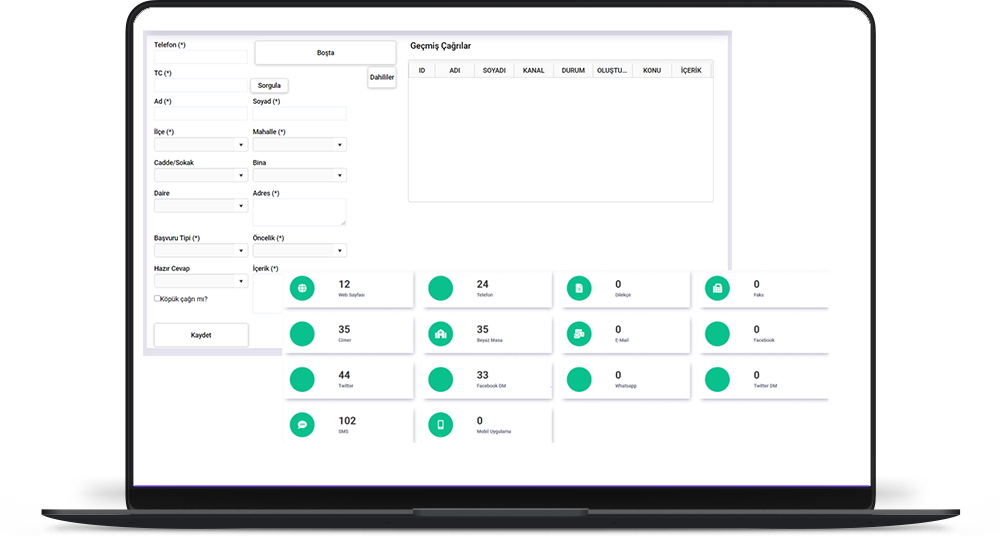 Telefon (*)
Boşta
Geçmiş Çağrılar
TC (*)
Sorgula
Dahililer
ID ADI SOYADI KANAL DURUM OLUŞTU... KONU İÇERİK
Ad (*)
Soyad (*)
İlçe (*)
Mahalle (*)
Cadde/Sokak
Bina
Daire
Adres (*)
Başvuru Tipi (*)
Öncelik (*)
Hazır Cevap
İçerik (*)
Köpük çağrı mı?
Kaydet
12
Web Sayfası
24
Telefon
0
Dilekçe
0
Faks
35
Cimer
35
Beyaz Masa
0
E-Mail
0
Facebook
44
Twitter
33
Facebook DM
0
Whatsapp
0
Twitter DM
102
SMS
0
Mobil Uygulama